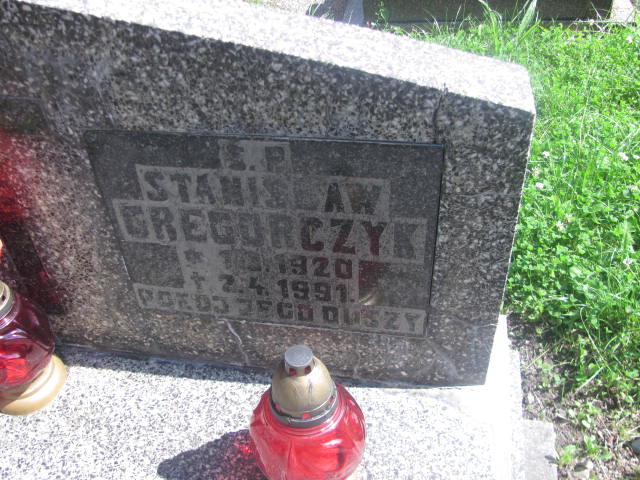 S.P.
STANISŁAW
GREGORCZYK
1920
† 2.4.1991.
POKÓJ JEGO DUSZY